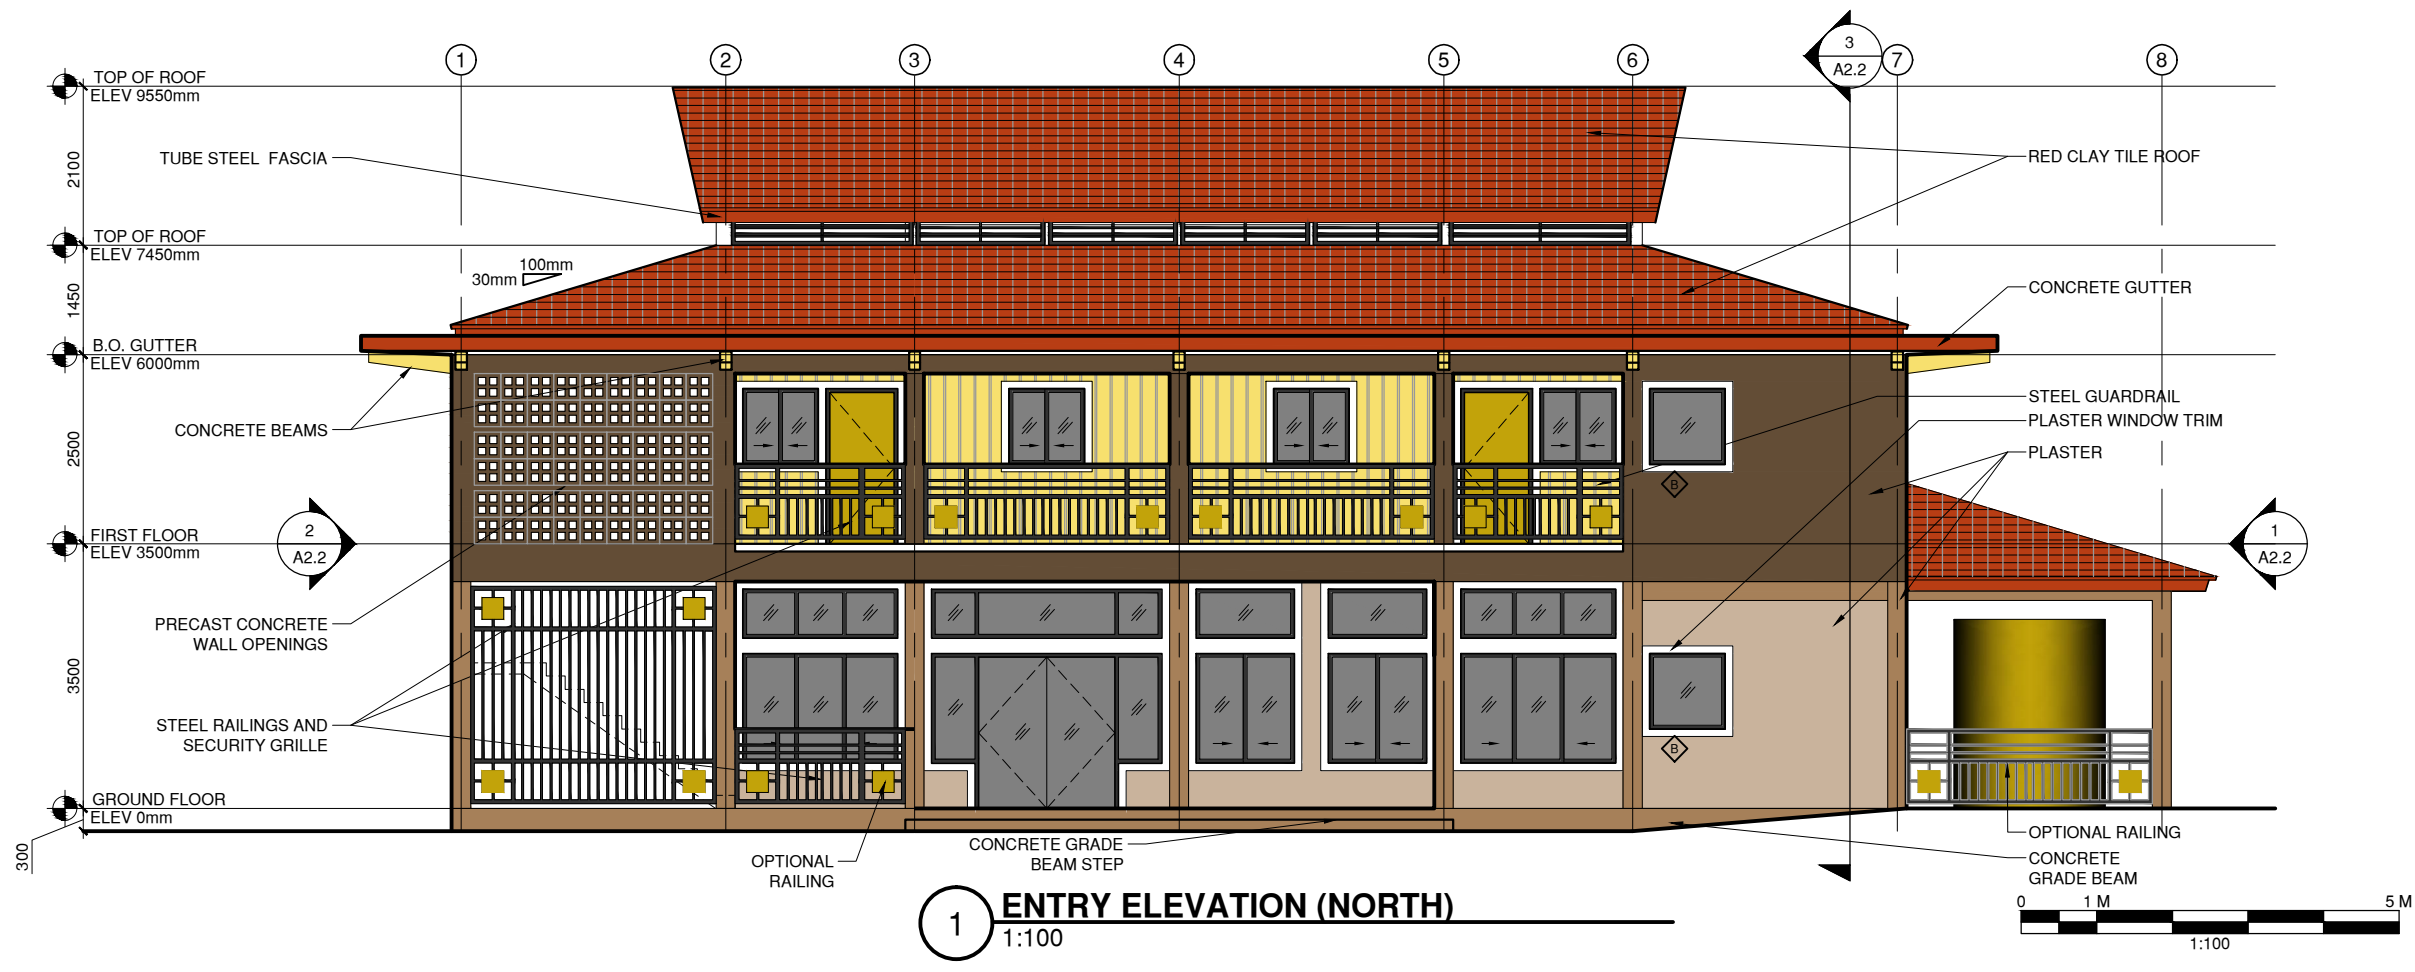 1
2
3
4
5
6
3
A2.2
7
8
TOP OF ROOF
ELEV 9550mm
2100
TUBE STEEL  FASCIA
RED CLAY TILE ROOF
TOP OF ROOF
ELEV 7450mm
100mm
30mm
1450
CONCRETE GUTTER
B.O. GUTTER
ELEV 6000mm
CONCRETE BEAMS
2500
STEEL GUARDRAIL
PLASTER WINDOW TRIM
PLASTER
B
FIRST FLOOR
ELEV 3500mm
2
A2.2
1
A2.2
PRECAST CONCRETE
WALL OPENINGS
3500
STEEL RAILINGS AND
SECURITY GRILLE
B
GROUND FLOOR
ELEV 0mm
300
OPTIONAL
RAILING
CONCRETE GRADE
BEAM STEP
OPTIONAL RAILING
CONCRETE
GRADE BEAM
1
ENTRY ELEVATION (NORTH)
1:100
0
1 M
5 M
1:100